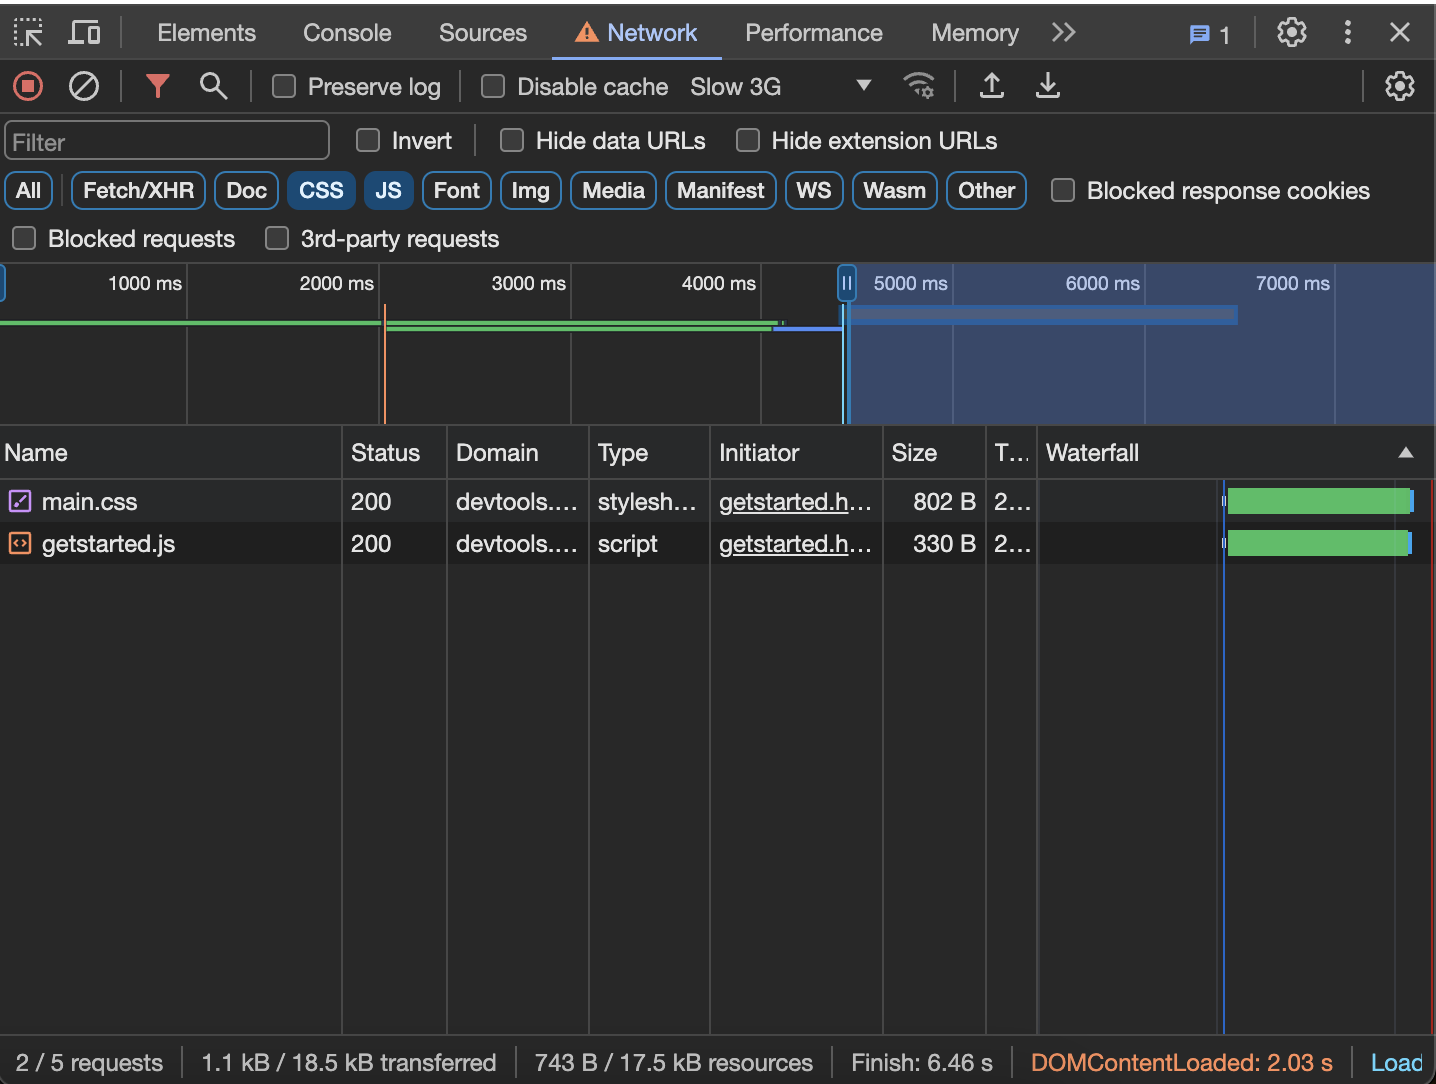 Elements Console Sources Network Performance Memory 1
Preserve log Disable cache Slow 3G
Filter Invert Hide data URLs Hide extension URLs
All Fetch/XHR Doc CSS JS Font Img Media Manifest WS Wasm Other Blocked response cookies
Blocked requests 3rd-party requests
1000 ms 2000 ms 3000 ms 4000 ms 5000 ms 6000 ms 7000 ms
Name Status Domain Type Initiator Size T... Waterfall
main.css 200 devtools.... stylesh... getstarted.h... 802 B 2...
getstarted.js 200 devtools.... script getstarted.h... 330 B 2...
2 / 5 requests 1.1 kB / 18.5 kB transferred 743 B / 17.5 kB resources Finish: 6.46 s DOMContentLoaded: 2.03 s Load